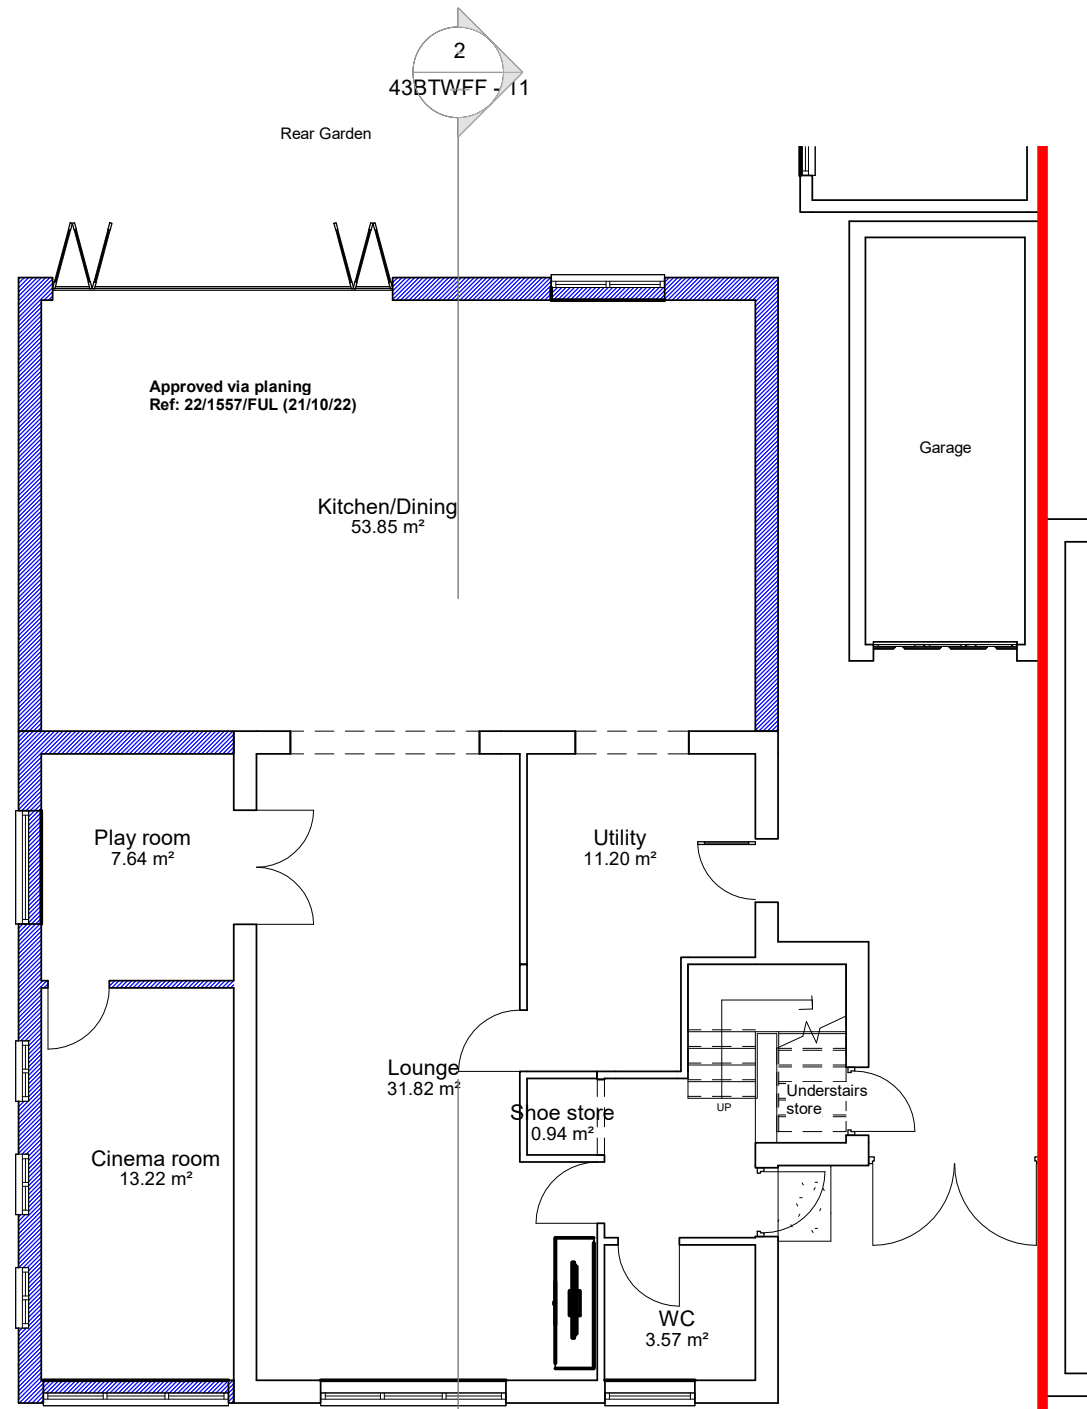 2
43BTWFF - 11
Rear Garden
Approved via planing
Ref: 22/1557/FUL (21/10/22)
Garage
Kitchen/Dining
53.85 m²
Play room
7.64 m²
Utility
11.20 m²
Lounge
31.82 m²
Understairs
store
UP
Shoe store
0.94 m²
Cinema room
13.22 m²
WC
3.57 m²